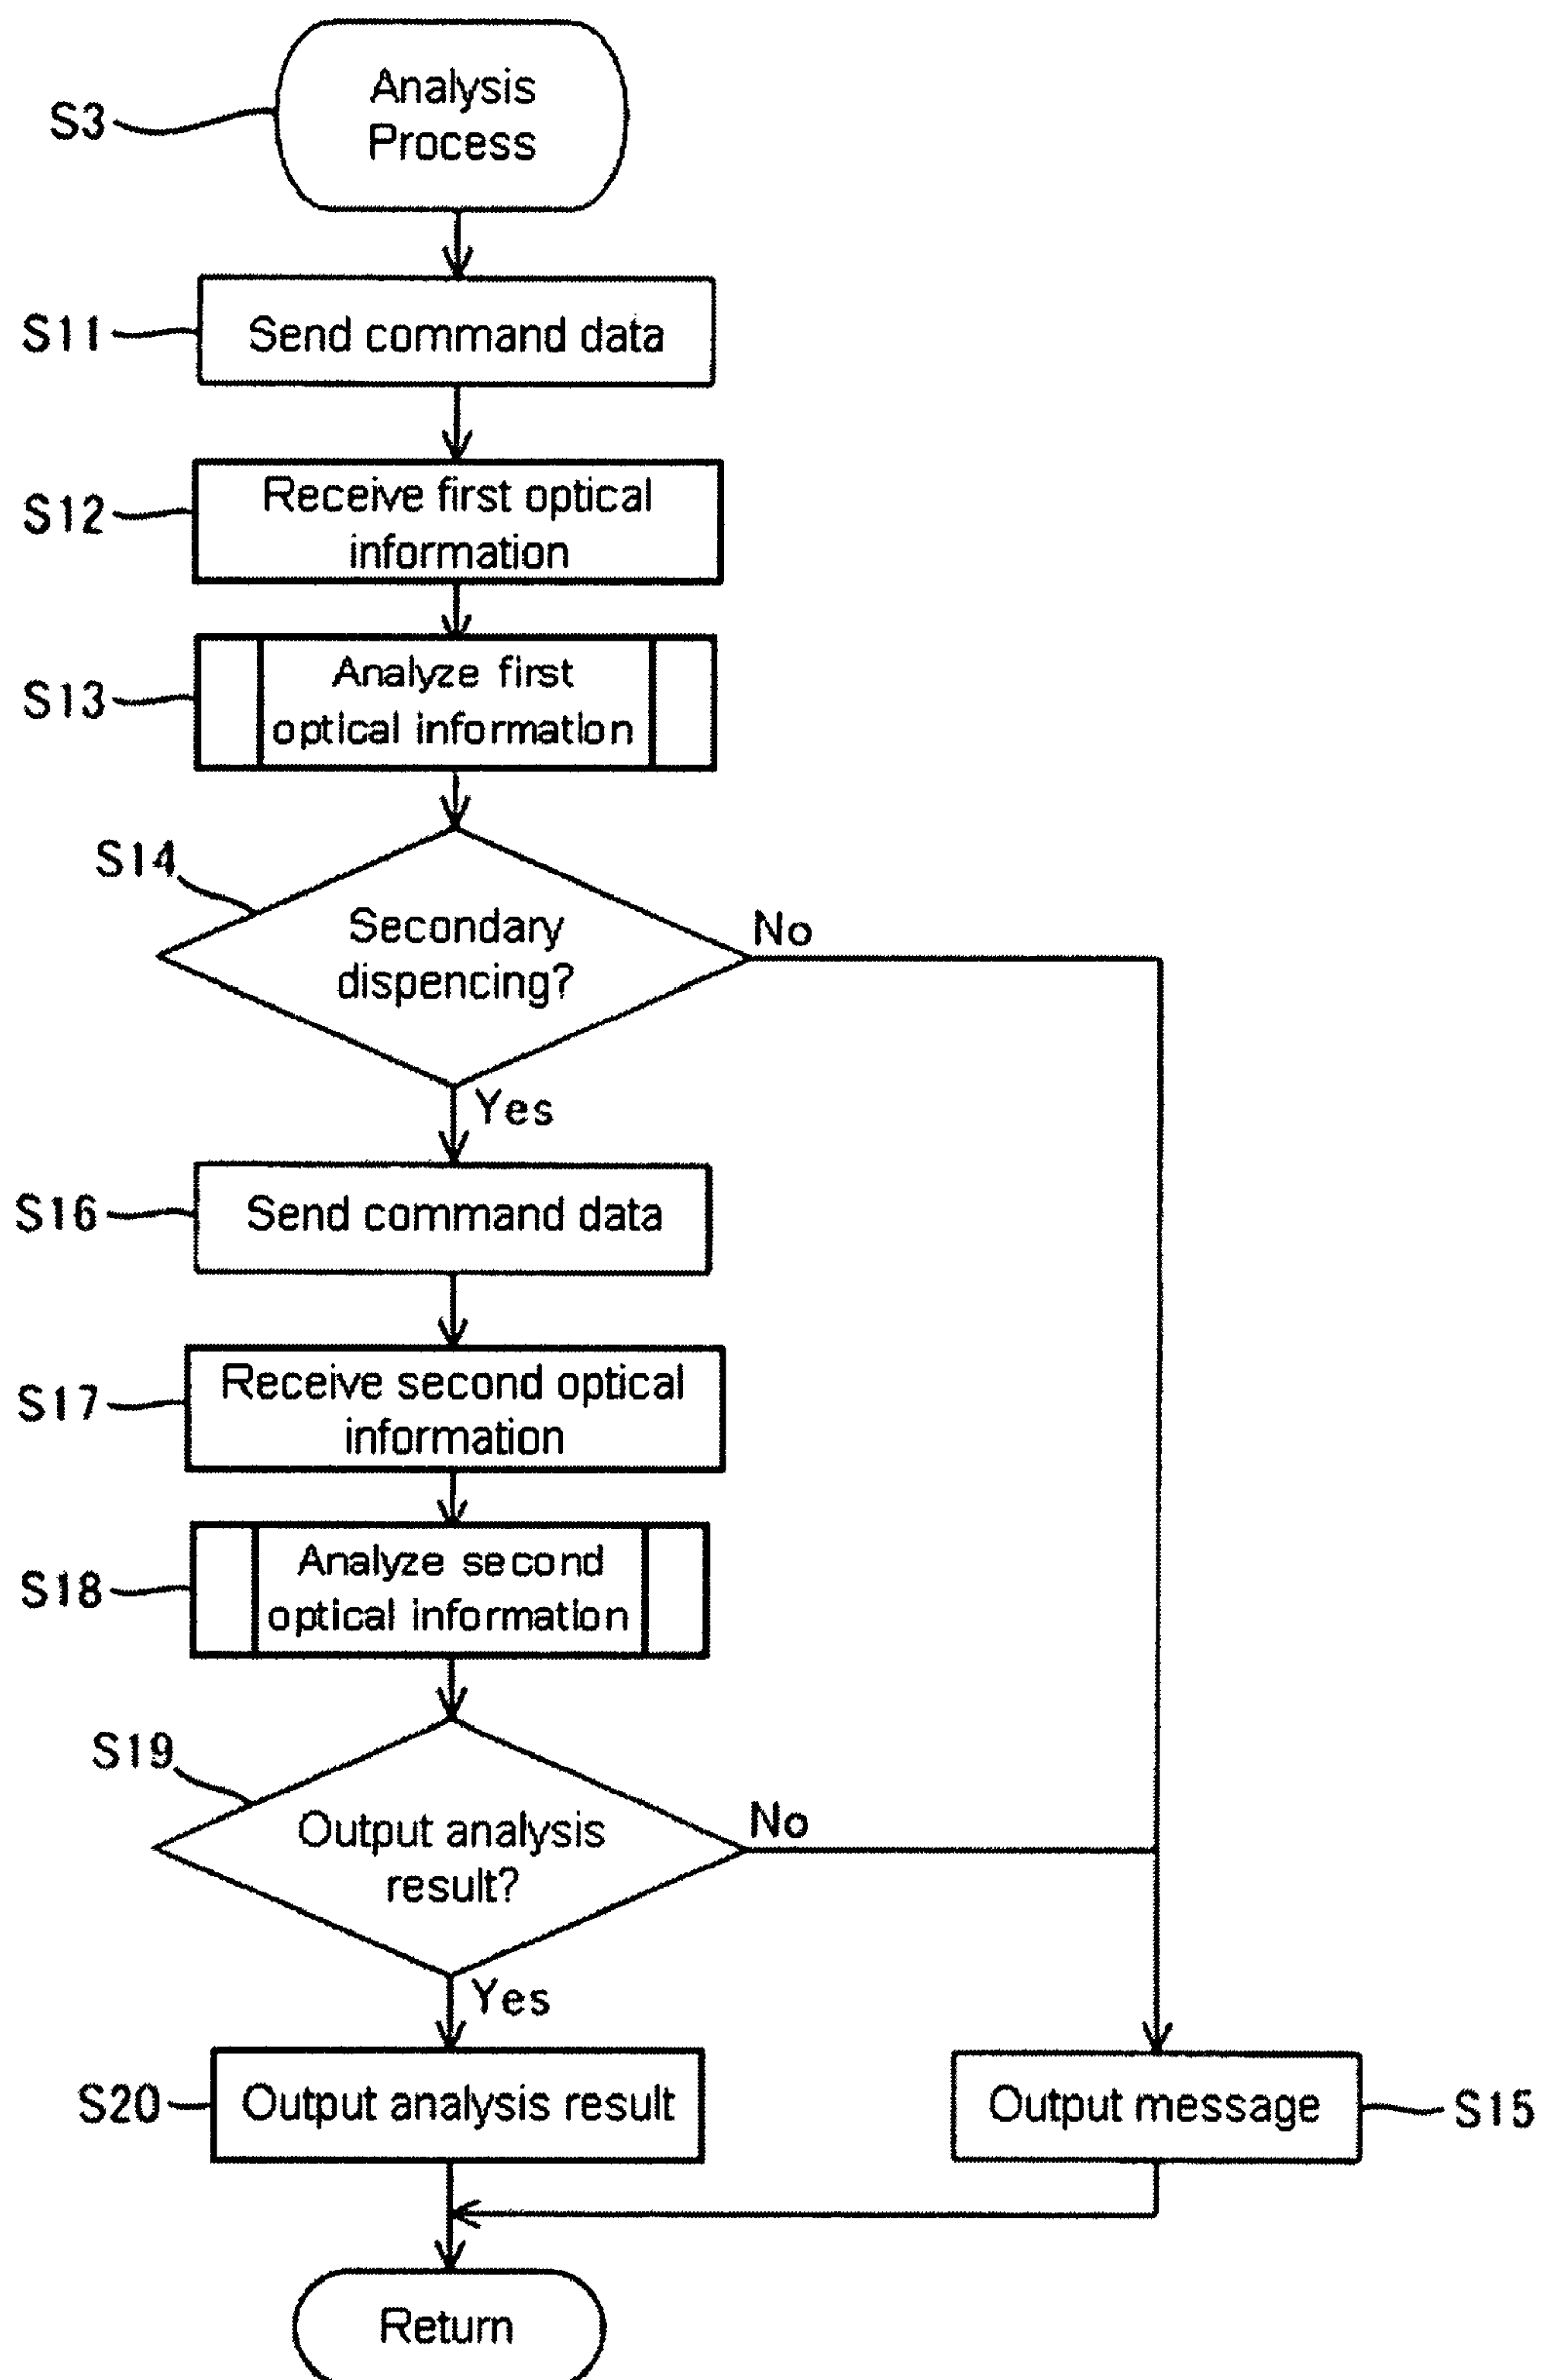 S3
Analysis
Process
S11
Send command data
S12
Receive first optical
information
S13
Analyze first
optical information
S14
Secondary
dispencing?
No
Yes
S16
Send command data
S17
Receive second optical
information
S18
Analyze second
optical information
S19
Output analysis
result?
No
Yes
S20
Output analysis result
Output message
S15
Return